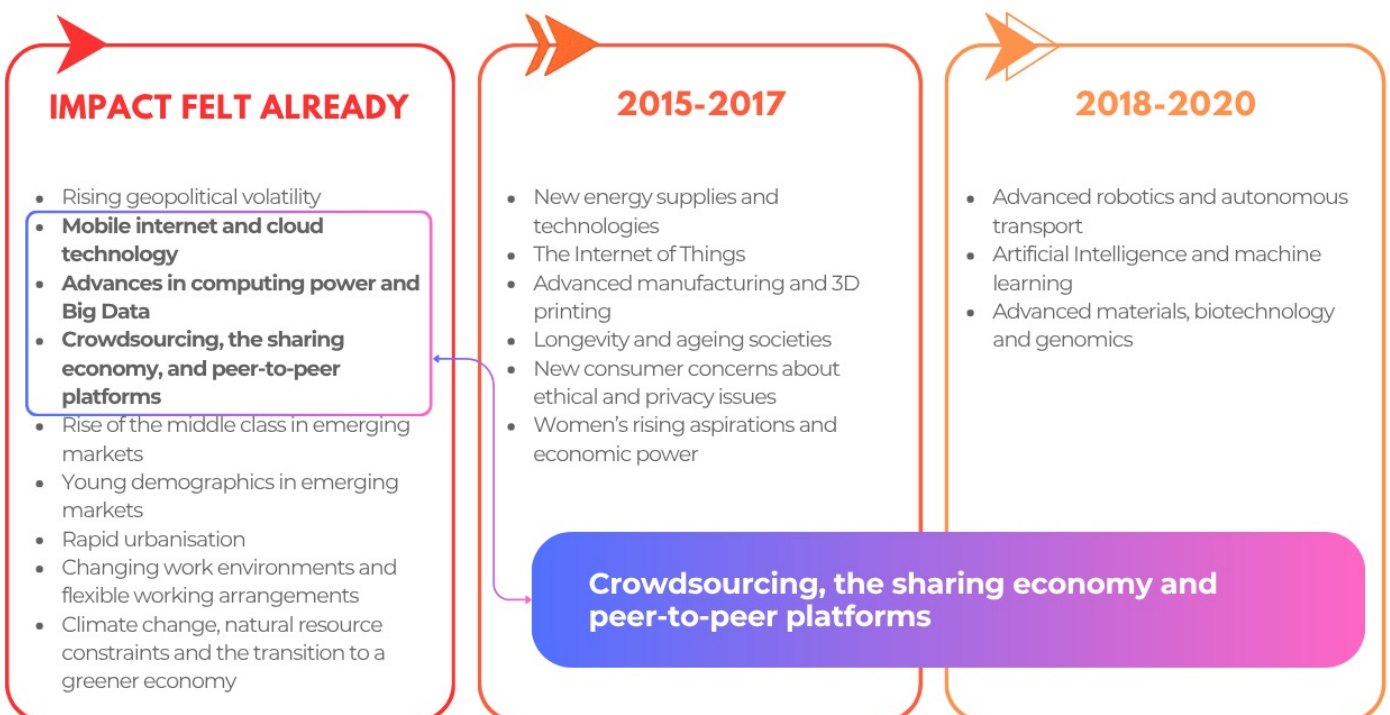 IMPACT FELT ALREADY
• Rising geopolitical volatility
• Mobile internet and cloud
technology
• Advances in computing power and
Big Data
• Crowdsourcing, the sharing
economy, and peer-to-peer
platforms
• Rise of the middle class in emerging
markets
• Young demographics in emerging
markets
• Rapid urbanisation
• Changing work environments and
flexible working arrangements
• Climate change, natural resource
constraints and the transition to a
greener economy
2015-2017
• New energy supplies and
technologies
• The Internet of Things
• Advanced manufacturing and 3D
printing
• Longevity and ageing societies
• New consumer concerns about
ethical and privacy issues
• Women’s rising aspirations and
economic power
2018-2020
• Advanced robotics and autonomous
transport
• Artificial Intelligence and machine
learning
• Advanced materials, biotechnology
and genomics
Crowdsourcing, the sharing economy and
peer-to-peer platforms